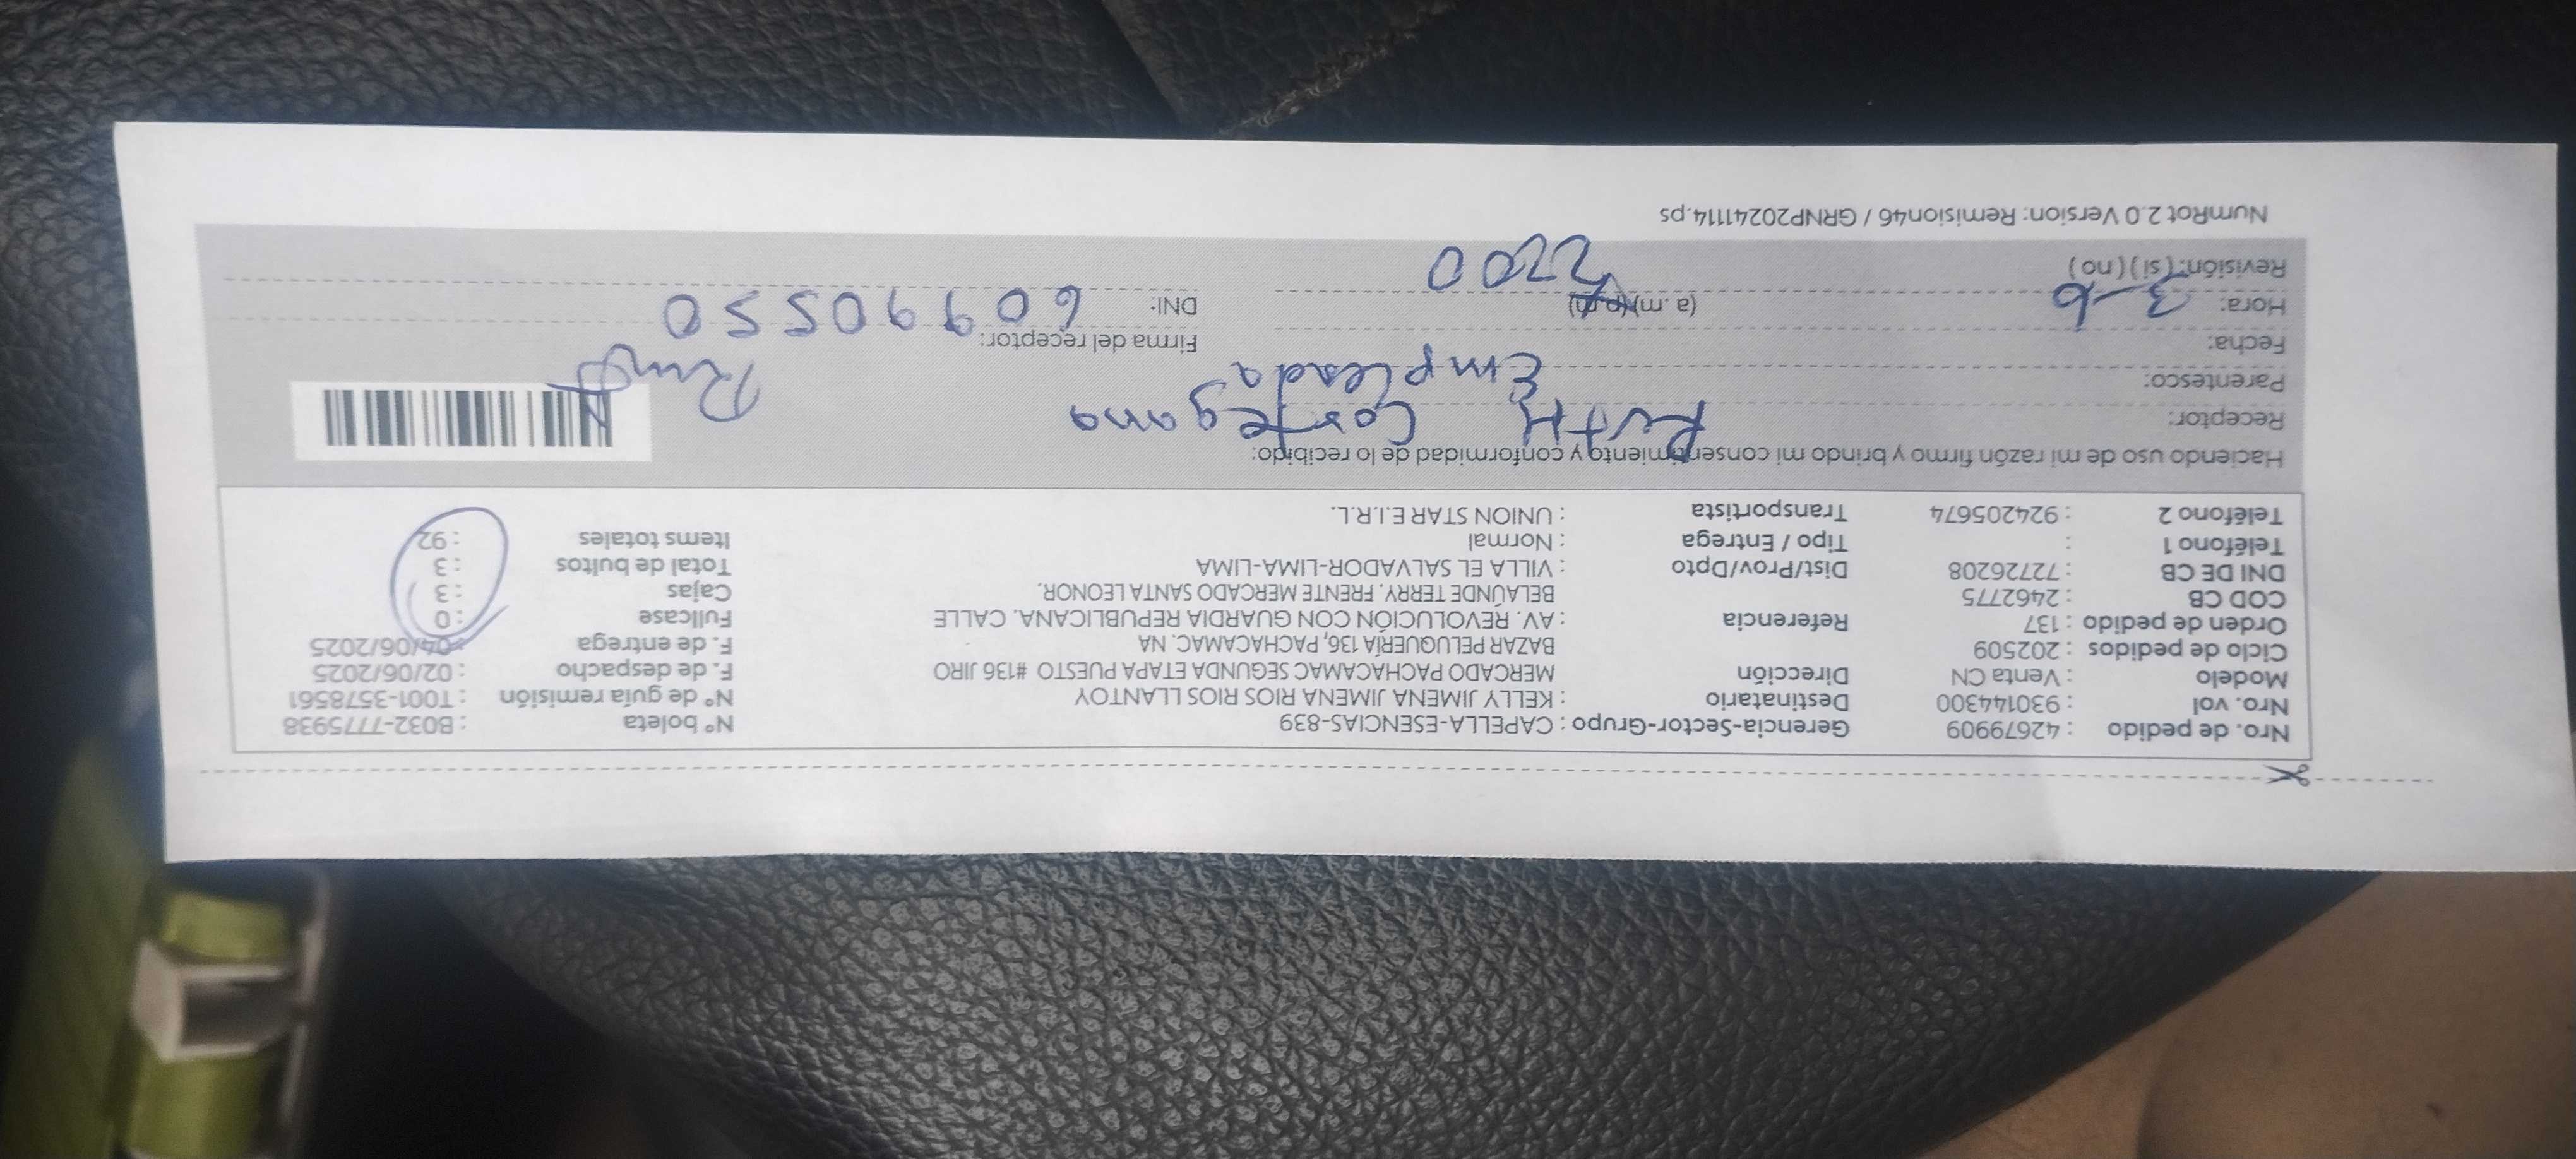 Nro. de pedido : 42679909 Gerencia-Sector-Grupo : CAPELLA-ESENCIAS-839 N° boleta : B032-7775938
Nro. vol : 930144300 Destinatario : KELLY JIMENA JIMENA RIOS RIOS LLANTOY N° de guía remisión : T001-3578561
Modelo : Venta CN Dirección MERCADO PACHACAMAC SEGUNDA ETAPA PUESTO #136 JIRO F. de despacho : 02/06/2025
Ciclo de pedidos : 202509 BAZAR PELUQUERÍA 136, PACHACAMAC. NA F. de entrega : 04/06/2025
Orden de pedido : 137 Referencia : AV. REVOLUCIÓN CON GUARDIA REPUBLICANA. CALLE Fullcase : 0
COD CB : 2462775 BELAÚNDE TERRY. FRENTE MERCADO SANTA LEONOR. Cajas : 3
DNI DE CB : 72726208 Dist/Prov/Dpto : VILLA EL SALVADOR-LIMA-LIMA Total de bultos : 3
Teléfono 1 : Tipo / Entrega : Normal Items totales : 92
Teléfono 2 : 924205674 Transportista : UNION STAR E.I.R.L.
Haciendo uso de mi razón firmo y brindo mi consentimiento y conformidad de lo recibido:
Receptor: RutH Cortegana
Parentesco: Empleada
Fecha: Firma del receptor:
Hora: 3-6 (a. m) (p. m) DNI: 60990550
Revisión: (si) (no)
NumRot 2.0 Version: Remision46 / GRNP20241114.ps